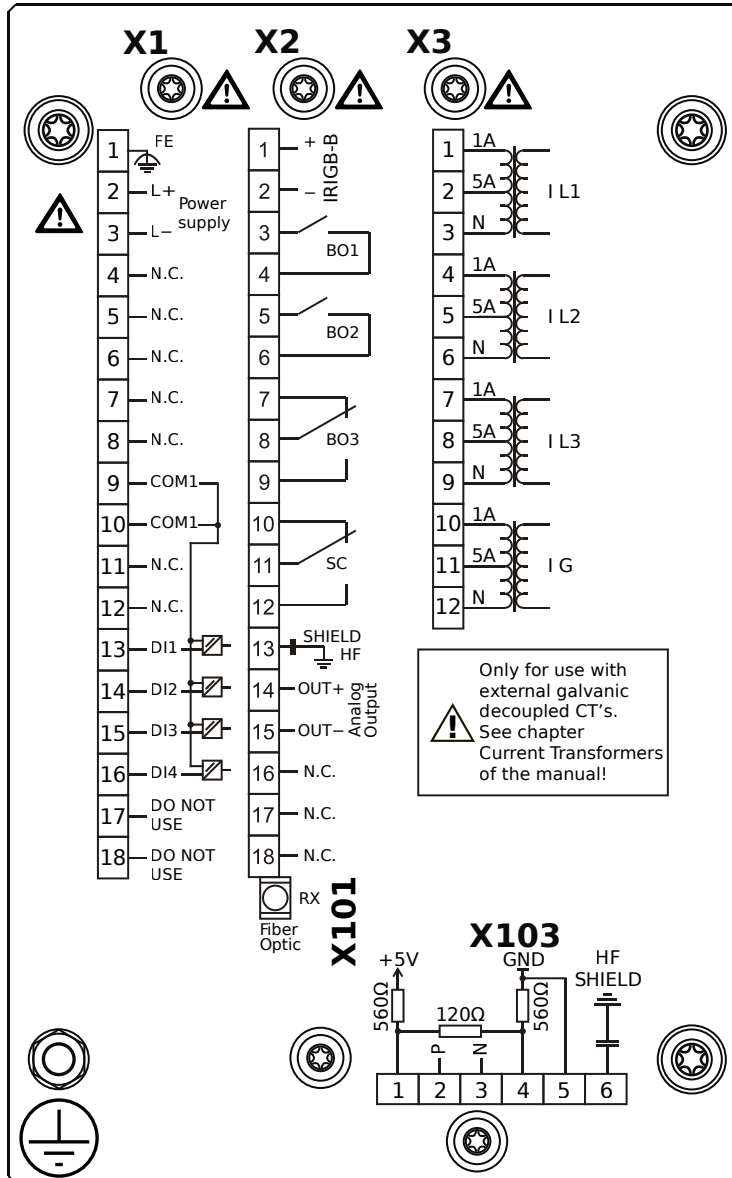 X1
X2
X3
1 FE
2 L+
3 L−
Power
supply
4 N.C.
5 N.C.
6 N.C.
7 N.C.
8 N.C.
9 COM1
10 COM1
11 N.C.
12 N.C.
13 DI1
14 DI2
15 DI3
16 DI4
17 DO NOT
USE
18 DO NOT
USE
1 +
2 −
IRIGB-B
3
4
BO1
5
6
BO2
7
8
9
BO3
10
11
12
SC
13 SHIELD
HF
14 OUT+
15 OUT−
Analog
Output
16 N.C.
17 N.C.
18 N.C.
RX
Fiber
Optic
X101
1 1A
2 5A
3 N
I L1
4 1A
5 5A
6 N
I L2
7 1A
8 5A
9 N
I L3
10 1A
11 5A
12 N
I G
!
!
!
!
!
Only for use with
external galvanic
decoupled CT's.
See chapter
Current Transformers
of the manual!
X103
+5V
GND
HF
SHIELD
560Ω
120Ω
560Ω
P
N
1 2 3 4 5 6